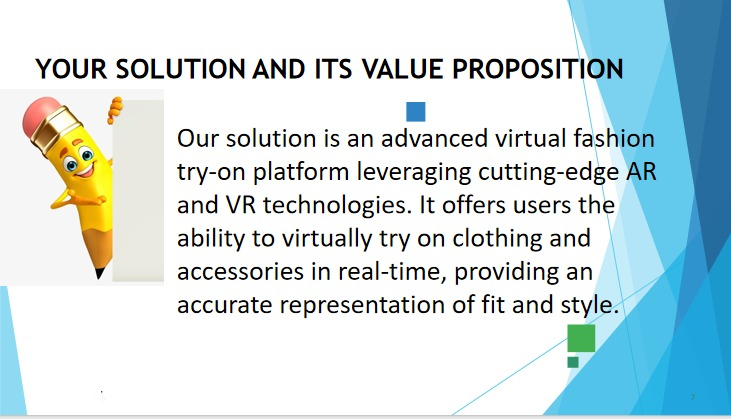 YOUR SOLUTION AND ITS VALUE PROPOSITION
Our solution is an advanced virtual fashion
try-on platform leveraging cutting-edge AR
and VR technologies. It offers users the
ability to virtually try on clothing and
accessories in real-time, providing an
accurate representation of fit and style.